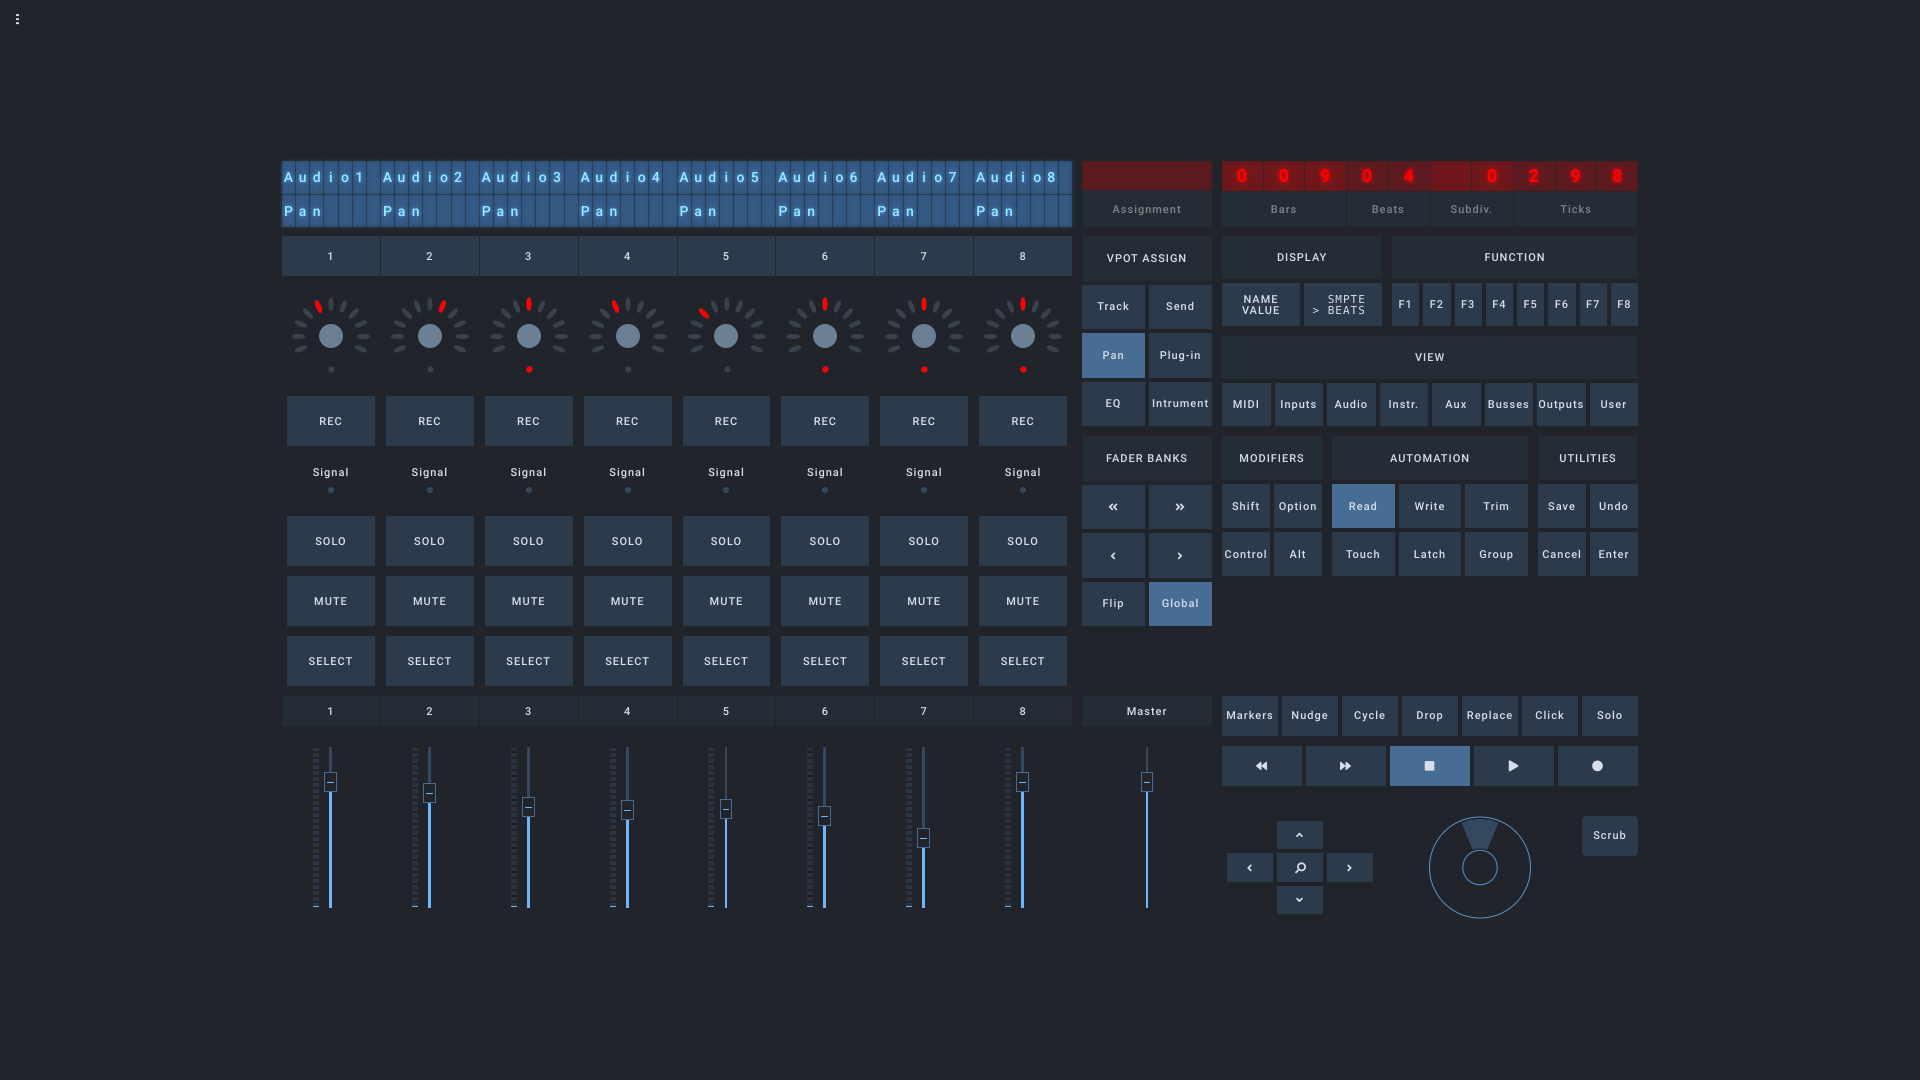 Audio1 Audio2 Audio3 Audio4 Audio5 Audio6 Audio7 Audio8
Pan Pan Pan Pan Pan Pan Pan Pan
1 2 3 4 5 6 7 8
REC REC REC REC REC REC REC REC
Signal Signal Signal Signal Signal Signal Signal Signal
SOLO SOLO SOLO SOLO SOLO SOLO SOLO SOLO
MUTE MUTE MUTE MUTE MUTE MUTE MUTE MUTE
SELECT SELECT SELECT SELECT SELECT SELECT SELECT SELECT
1 2 3 4 5 6 7 8
Assignment
VPOT ASSIGN
Track Send
Pan Plug-in
EQ Intrument
FADER BANKS
« »
‹ ›
Flip Global
Master
0 0 9 0 4 0 2 9 8
Bars Beats Subdiv. Ticks
DISPLAY
NAME
VALUE
SMPTE
> BEATS
FUNCTION
F1 F2 F3 F4 F5 F6 F7 F8
VIEW
MIDI Inputs Audio Instr. Aux Busses Outputs User
MODIFIERS
Shift Option
Control Alt
AUTOMATION
Read Write Trim
Touch Latch Group
UTILITIES
Save Undo
Cancel Enter
Markers Nudge Cycle Drop Replace Click Solo
Scrub